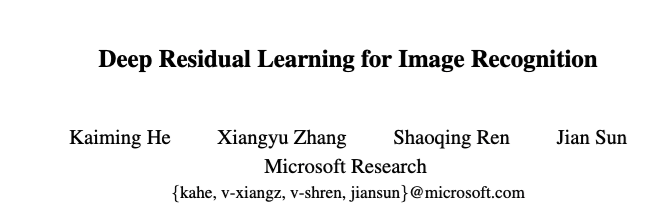 Deep Residual Learning for Image Recognition
Kaiming He Xiangyu Zhang Shaoqing Ren Jian Sun
Microsoft Research
{kahe, v-xiangz, v-shren, jiansun}@microsoft.com